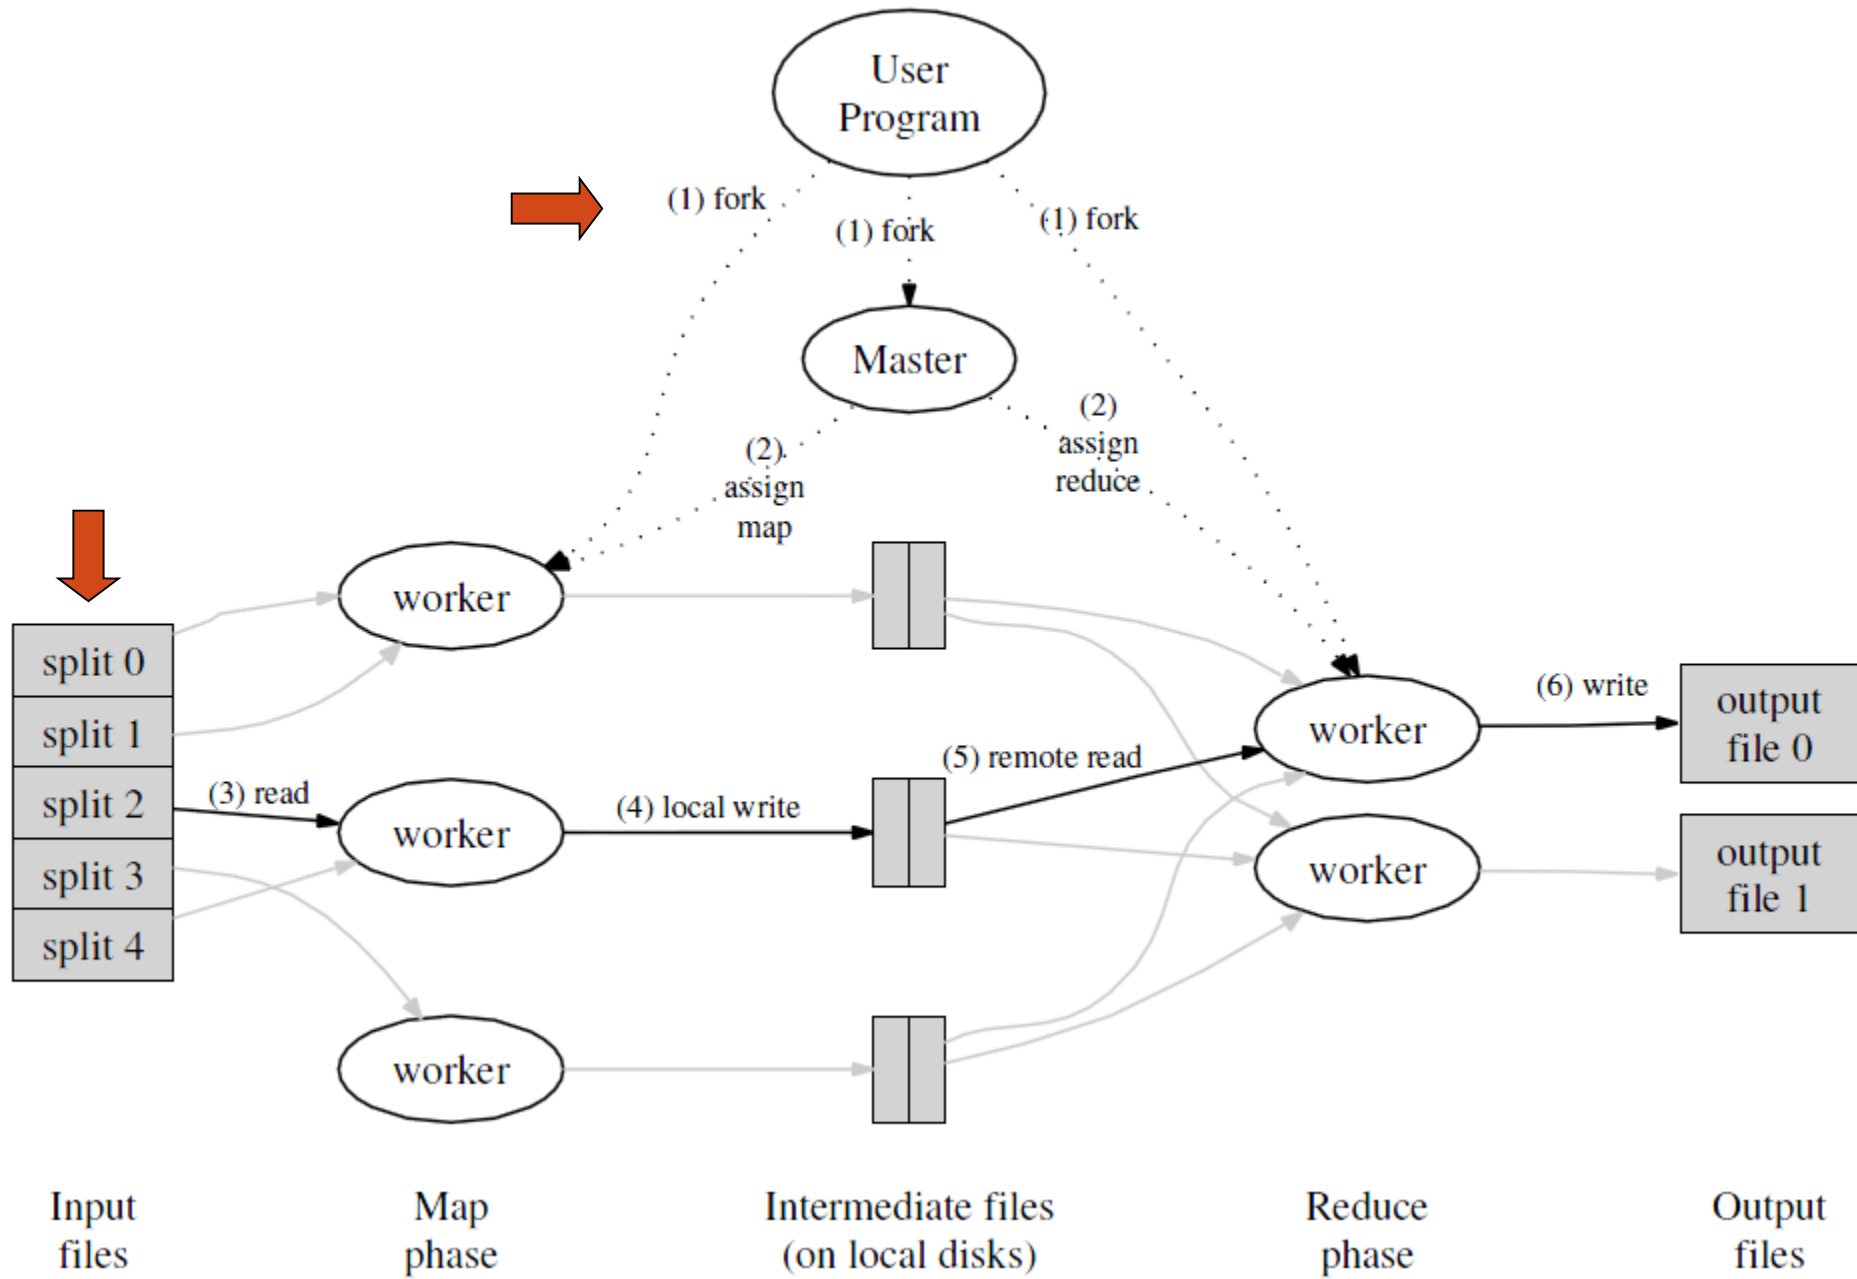 User
Program
(1) fork
(1) fork
(1) fork
Master
(2)
assign
map
(2)
assign
reduce
split 0
split 1
split 2
split 3
split 4
worker
(3) read
worker
(4) local write
worker
(5) remote read
worker
worker
(6) write
output
file 0
output
file 1
Input
files
Map
phase
Intermediate files
(on local disks)
Reduce
phase
Output
files